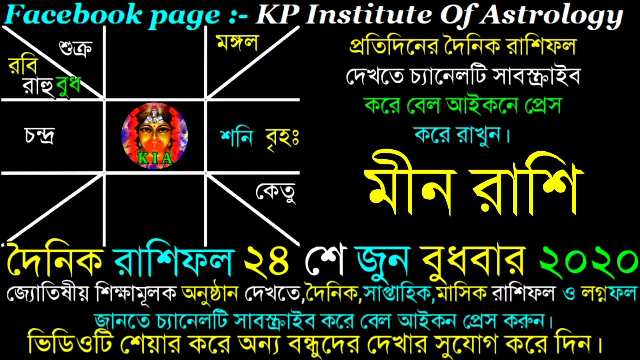 Facebook page :- KP Institute Of Astrology
শুক্র
মঙ্গল
রবি
রাহু বুধ
চন্দ্র
KIA
শনি বৃহঃ
কেতু
প্রতিদিনের দৈনিক রাশিফল
দেখতে চ্যানেলটি সাবস্ক্রাইব
করে বেল আইকনে প্রেস
করে রাখুন।
মীন রাশি
দৈনিক রাশিফল ২৪ শে জুন বুধবার ২০২০
জ্যোতিষীয় শিক্ষামূলক অনুষ্ঠান দেখতে,দৈনিক,সাপ্তাহিক,মাসিক রাশিফল ও লগ্নফল
জানতে চ্যানেলটি সাবস্ক্রাইব করে বেল আইকন প্রেস করুন।
ভিডিওটি শেয়ার করে অন্য বন্ধুদের দেখার সুযোগ করে দিন।